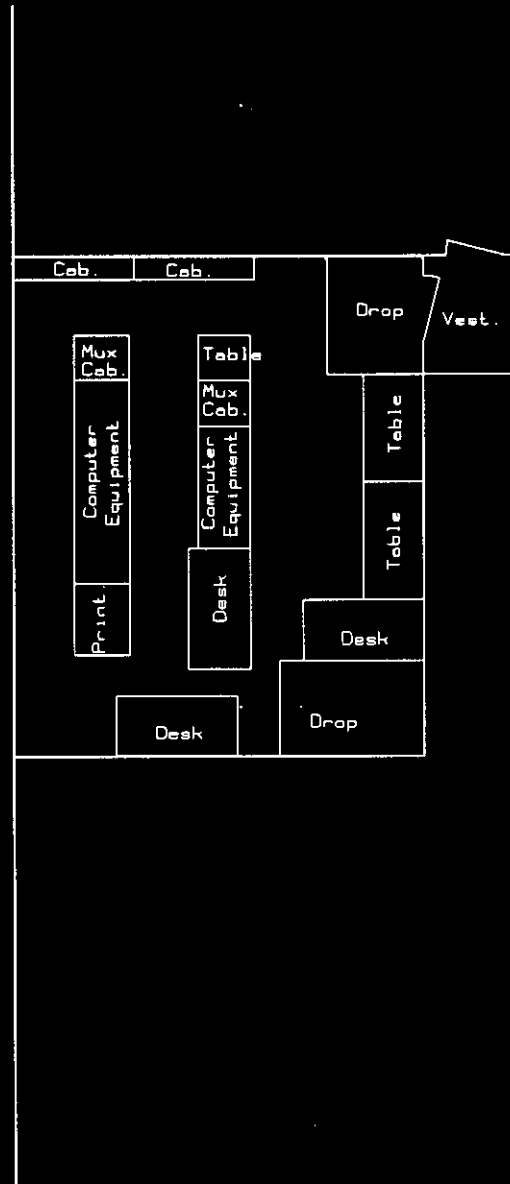 Cab.
Cab.
Drop
Vest.
Mux
Cab.
Table
Mux
Cab.
Computer
Equipment
Computer
Equipment
Table
Table
Desk
Print.
Desk
Drop
Desk